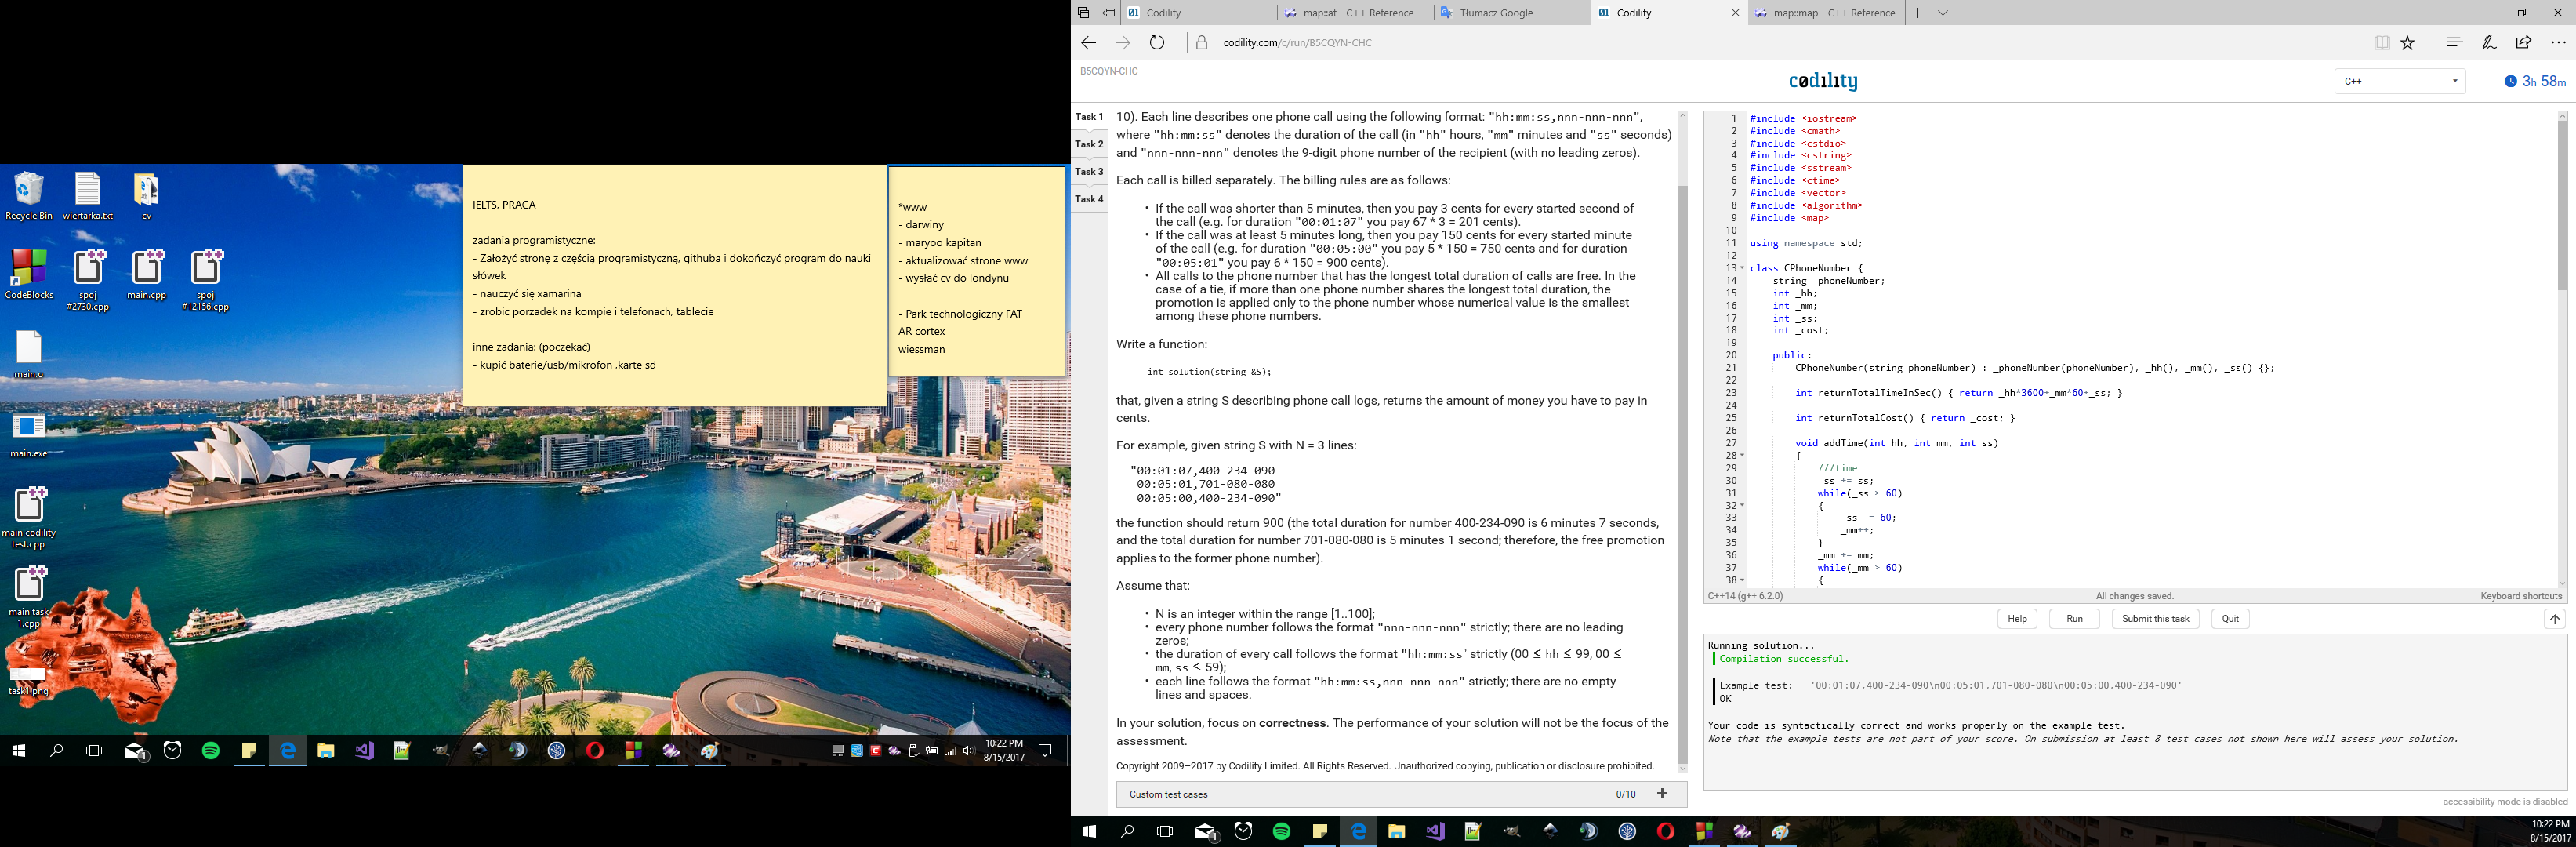 Recycle Bin
wiertarka.txt
cv
CodeBlocks
spoj
#2730.cpp
main.cpp
spoj
#12156.cpp
main.o
main.exe
main codility
test.cpp
main task
1.cpp
task1.png
IELTS, PRACA
zadania programistyczne:
- Założyć stronę z częścią programistyczną, githuba i dokończyć program do nauki
słówek
- nauczyć się xamarina
- zrobic porzadek na kompie i telefonach, tablecie
inne zadania: (poczekać)
- kupić baterie/usb/mikrofon ,karte sd
*www
- darwiny
- maryoo kapitan
- aktualizować strone www
- wysłać cv do londynu
- Park technologiczny FAT
AR cortex
wiessman
10:22 PM
8/15/2017
Codility
map::at - C++ Reference
Tłumacz Google
Codility
map::map - C++ Reference
codility.com/c/run/B5CQYN-CHC
B5CQYN-CHC
codility
C++
3h 58m
Task 1
Task 2
Task 3
Task 4
10). Each line describes one phone call using the following format: "hh:mm:ss,nnn-nnn-nnn",
where "hh:mm:ss" denotes the duration of the call (in "hh" hours, "mm" minutes and "ss" seconds)
and "nnn-nnn-nnn" denotes the 9-digit phone number of the recipient (with no leading zeros).
Each call is billed separately. The billing rules are as follows:
• If the call was shorter than 5 minutes, then you pay 3 cents for every started second of
the call (e.g. for duration "00:01:07" you pay 67 * 3 = 201 cents).
• If the call was at least 5 minutes long, then you pay 150 cents for every started minute
of the call (e.g. for duration "00:05:00" you pay 5 * 150 = 750 cents and for duration
"00:05:01" you pay 6 * 150 = 900 cents).
• All calls to the phone number that has the longest total duration of calls are free. In the
case of a tie, if more than one phone number shares the longest total duration, the
promotion is applied only to the phone number whose numerical value is the smallest
among these phone numbers.
Write a function:
int solution(string &S);
that, given a string S describing phone call logs, returns the amount of money you have to pay in
cents.
For example, given string S with N = 3 lines:
"00:01:07,400-234-090
00:05:01,701-080-080
00:05:00,400-234-090"
the function should return 900 (the total duration for number 400-234-090 is 6 minutes 7 seconds,
and the total duration for number 701-080-080 is 5 minutes 1 second; therefore, the free promotion
applies to the former phone number).
Assume that:
• N is an integer within the range [1..100];
• every phone number follows the format "nnn-nnn-nnn" strictly; there are no leading
zeros;
• the duration of every call follows the format "hh:mm:ss" strictly (00 ≤ hh ≤ 99, 00 ≤
mm, ss ≤ 59);
• each line follows the format "hh:mm:ss,nnn-nnn-nnn" strictly; there are no empty
lines and spaces.
In your solution, focus on correctness. The performance of your solution will not be the focus of the
assessment.
Copyright 2009–2017 by Codility Limited. All Rights Reserved. Unauthorized copying, publication or disclosure prohibited.
Custom test cases 0/10 +
1 #include <iostream>
2 #include <cmath>
3 #include <cstdio>
4 #include <cstring>
5 #include <sstream>
6 #include <ctime>
7 #include <vector>
8 #include <algorithm>
9 #include <map>
10
11 using namespace std;
12
13 class CPhoneNumber {
14 string _phoneNumber;
15 int _hh;
16 int _mm;
17 int _ss;
18 int _cost;
19
20 public:
21 CPhoneNumber(string phoneNumber) : _phoneNumber(phoneNumber), _hh(), _mm(), _ss() {};
22
23 int returnTotalTimeInSec() { return _hh*3600+_mm*60+_ss; }
24
25 int returnTotalCost() { return _cost; }
26
27 void addTime(int hh, int mm, int ss)
28 {
29 ///time
30 _ss += ss;
31 while(_ss > 60)
32 {
33 _ss -= 60;
34 _mm++;
35 }
36 _mm += mm;
37 while(_mm > 60)
38 {
C++14 (g++ 6.2.0) All changes saved. Keyboard shortcuts
Help Run Submit this task Quit
Running solution...
Compilation successful.
Example test: '00:01:07,400-234-090\n00:05:01,701-080-080\n00:05:00,400-234-090'
OK
Your code is syntactically correct and works properly on the example test.
Note that the example tests are not part of your score. On submission at least 8 test cases not shown here will assess your solution.
accessibility mode is disabled
10:22 PM
8/15/2017